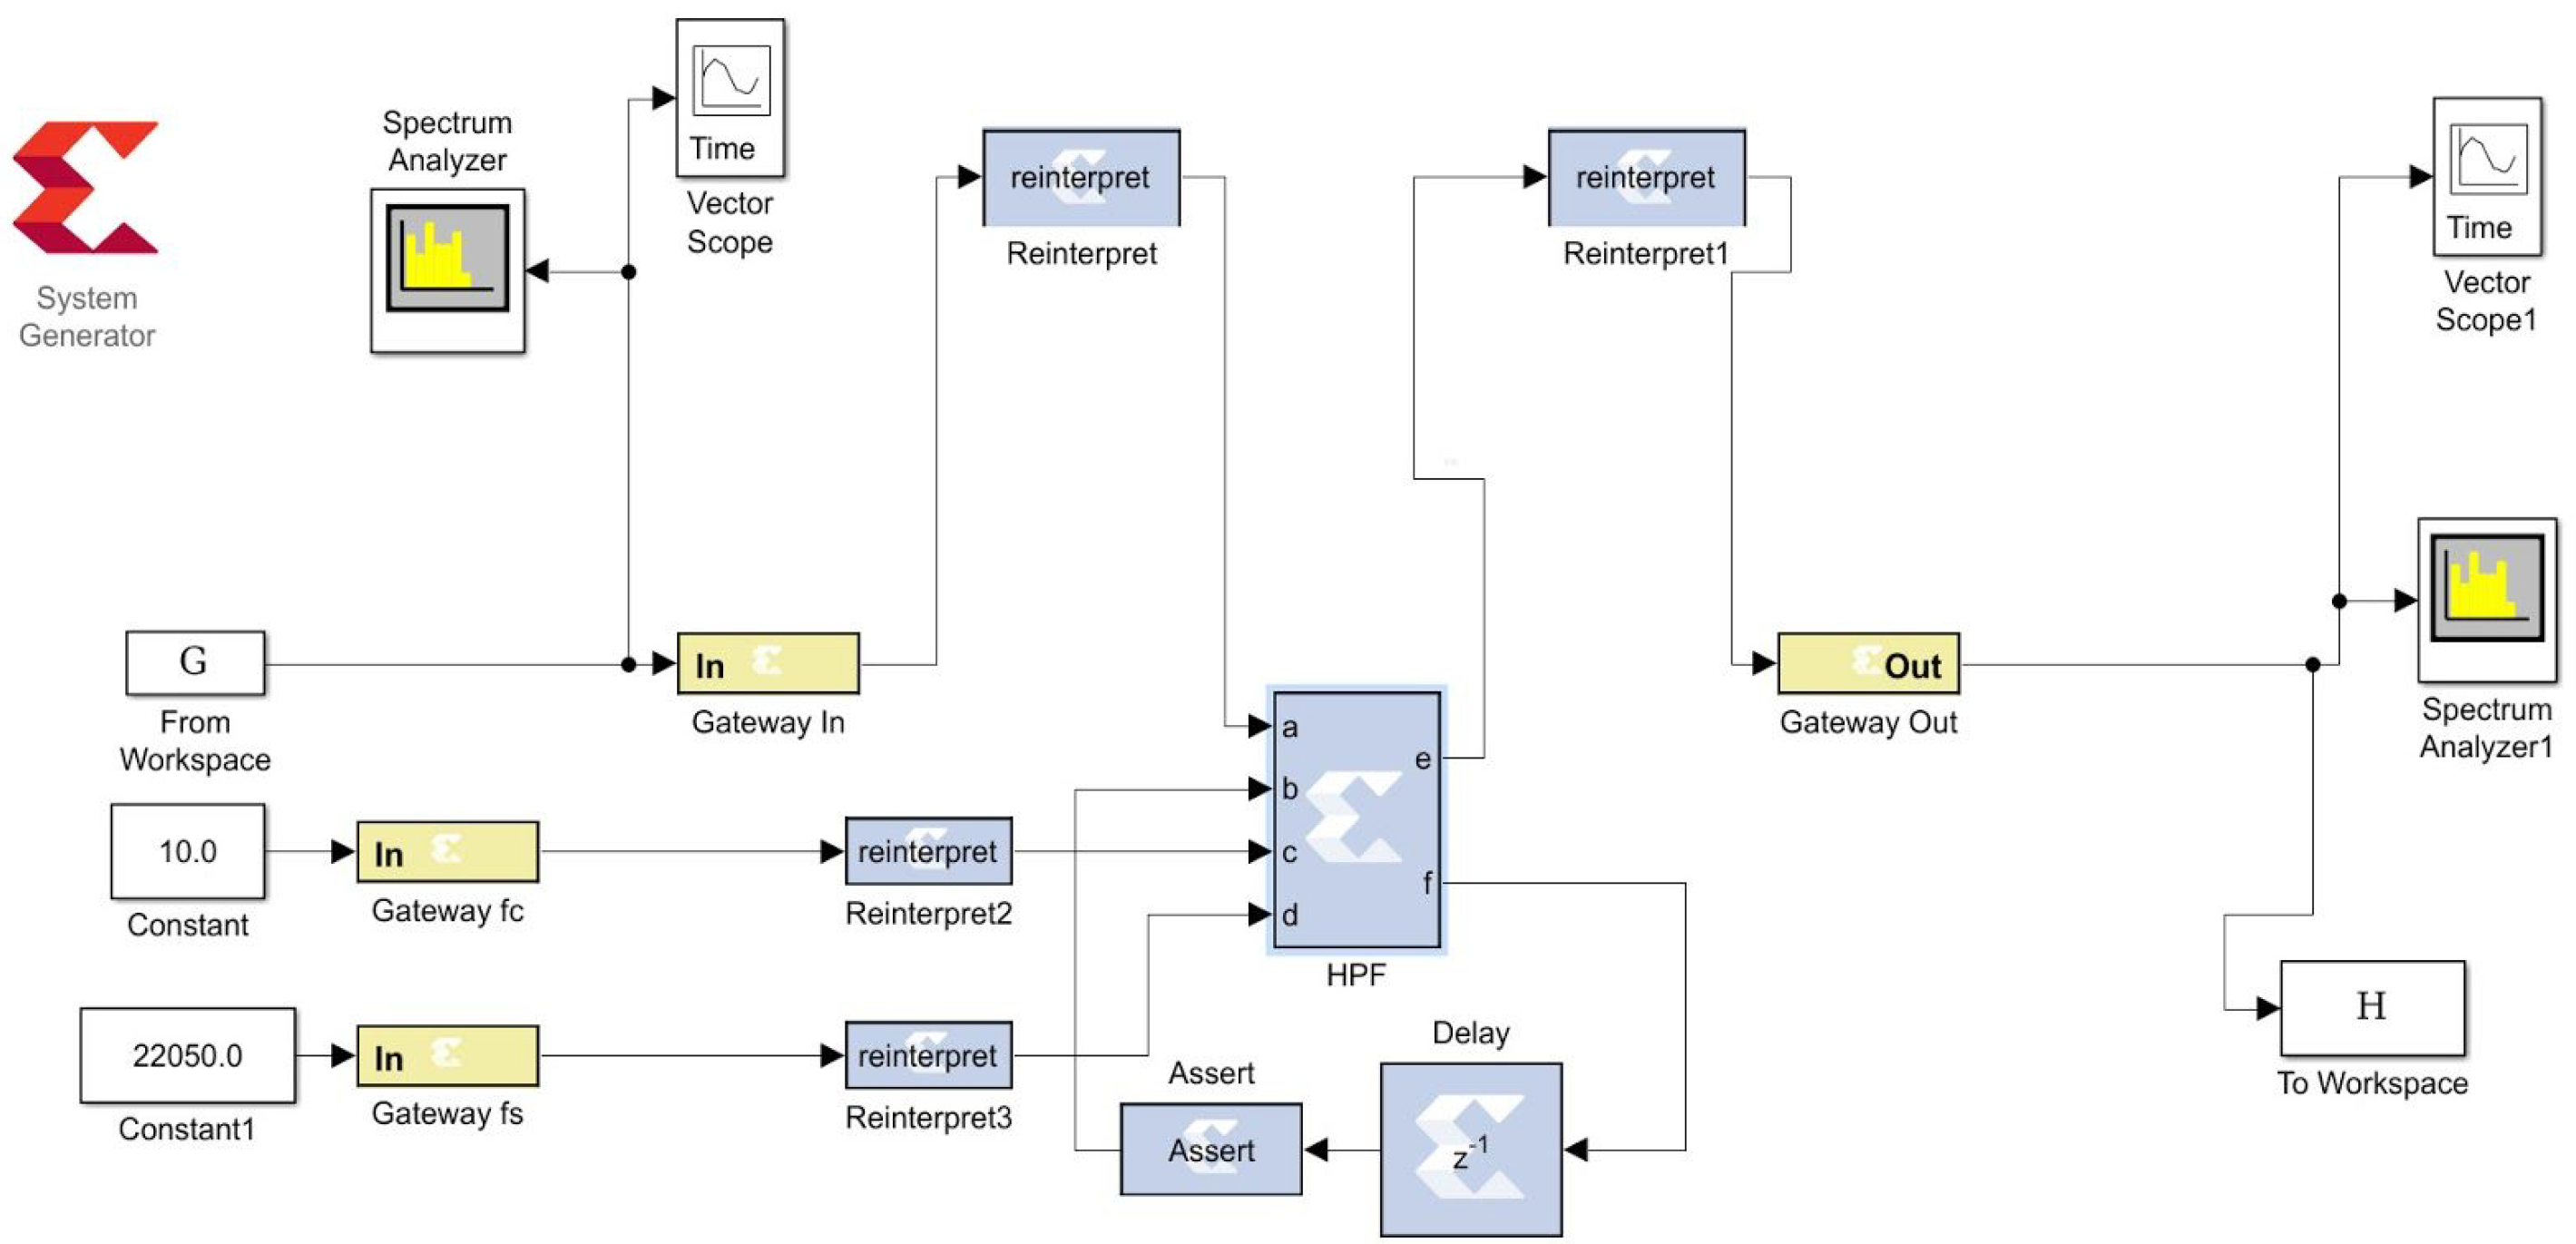 Time
Vector
Scope
Spectrum
Analyzer
System
Generator
reinterpret
Reinterpret
reinterpret
Reinterpret1
Time
Vector
Scope1
G
From
Workspace
In
Gateway In
Out
Gateway Out
Spectrum
Analyzer1
a
b
c
d
e
f
HPF
10.0
Constant
In
Gateway fc
reinterpret
Reinterpret2
22050.0
Constant1
In
Gateway fs
reinterpret
Reinterpret3
Assert
Assert
Delay
z-1
H
To Workspace